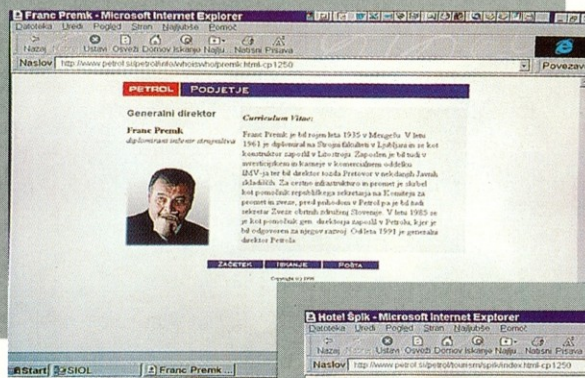 Franc Premk - Microsoft Internet Explorer
Datoteka Uredi Pogled Stran Najljubše Pomoč
Nazaj Ustavi Osveži Domov Iskanje Najlju... Natisni Pisava
Naslov http://www.petrol.si/petrol/info/whoiswho/premk.html-cp1250 Povezave
PETROL PODJETJE
Generalni direktor
Franc Premk
diplomirani inženir strojništva
Curriculum Vitae:
Franc Premk je bil rojen leta 1935 v Mengešu. V letu
1961 je diplomiral na Strojni fakulteti v Ljubljani in se kot
konstruktor zaposlil v Litostroju. Zaposlen je bil tudi v
investicijskem in kasneje v komercialnem oddelku
IMV-ja ter bil direktor tozda Pretovor v nekdanjih Javnih
skladiščih. Za cestno infrastrukturo in promet je skrbel
kot pomočnik republiškega sekretarja na Komiteju za
promet in zveze, pred prihodom v Petrol pa je bil tudi
sekretar Zveze obrtnih združenj Slovenije. V letu 1985 se
je kot pomočnik gen. direktorja zaposlil v Petrolu, kjer je
bil odgovoren za njegov razvoj. Od leta 1991 je generalni
direktor Petrola.
ZAČETEK ISKANJE POŠTA
Copyright (c) 1996
Start SIOL Franc Premk ...
Hotel Špik - Microsoft Internet Explorer
Datoteka Uredi Pogled Stran Najljubše Pomoč
Nazaj Ustavi Osveži Domov Iskanje Najlju... Natisni Pisava
Naslov http://www.petrol.si/petrol/tourism/spik/index.html-cp1250